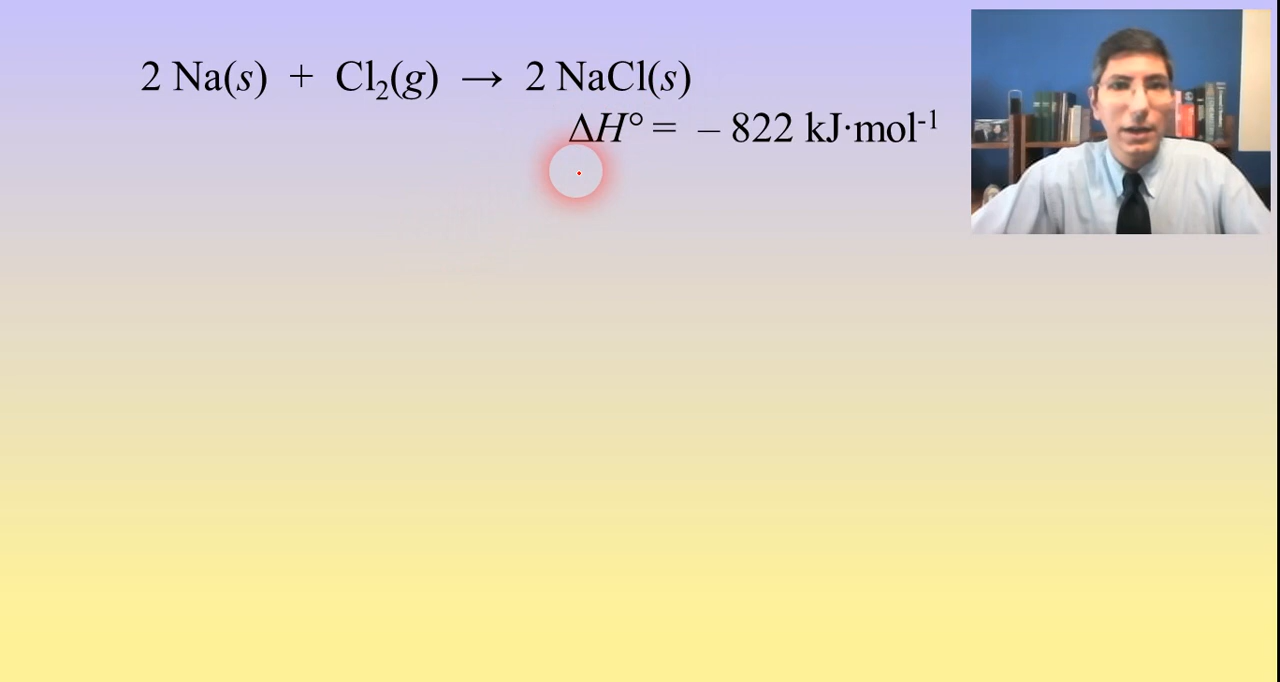 2 Na(s) + Cl₂(g) → 2 NaCl(s)
ΔH° = – 822 kJ·mol⁻¹